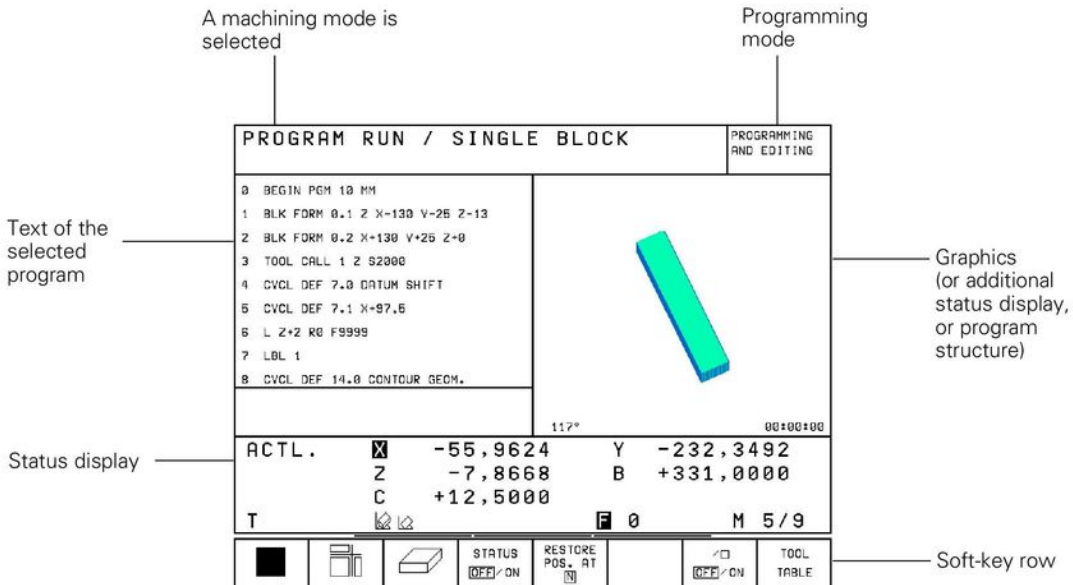 A machining mode is
selected
Programming
mode
PROGRAM RUN / SINGLE BLOCK
PROGRAMMING
AND EDITING
Text of the
selected
program
0 BEGIN PGM 10 MM
1 BLK FORM 0.1 Z X-130 Y-25 Z-13
2 BLK FORM 0.2 X+130 Y+25 Z+0
3 TOOL CALL 1 Z S2000
4 CYCL DEF 7.0 DATUM SHIFT
5 CYCL DEF 7.1 X+97.5
6 L Z+2 R0 F9999
7 LBL 1
8 CYCL DEF 14.0 CONTOUR GEOM.
Graphics
(or additional
status display,
or program
structure)
117° 00:00:00
Status display
ACTL. X -55,9624 Y -232,3492
Z -7,8668 B +331,0000
C +12,5000
T F 0 M 5/9
STATUS
OFF / ON
RESTORE
POS. AT
N
/
OFF / ON
TOOL
TABLE
Soft-key row